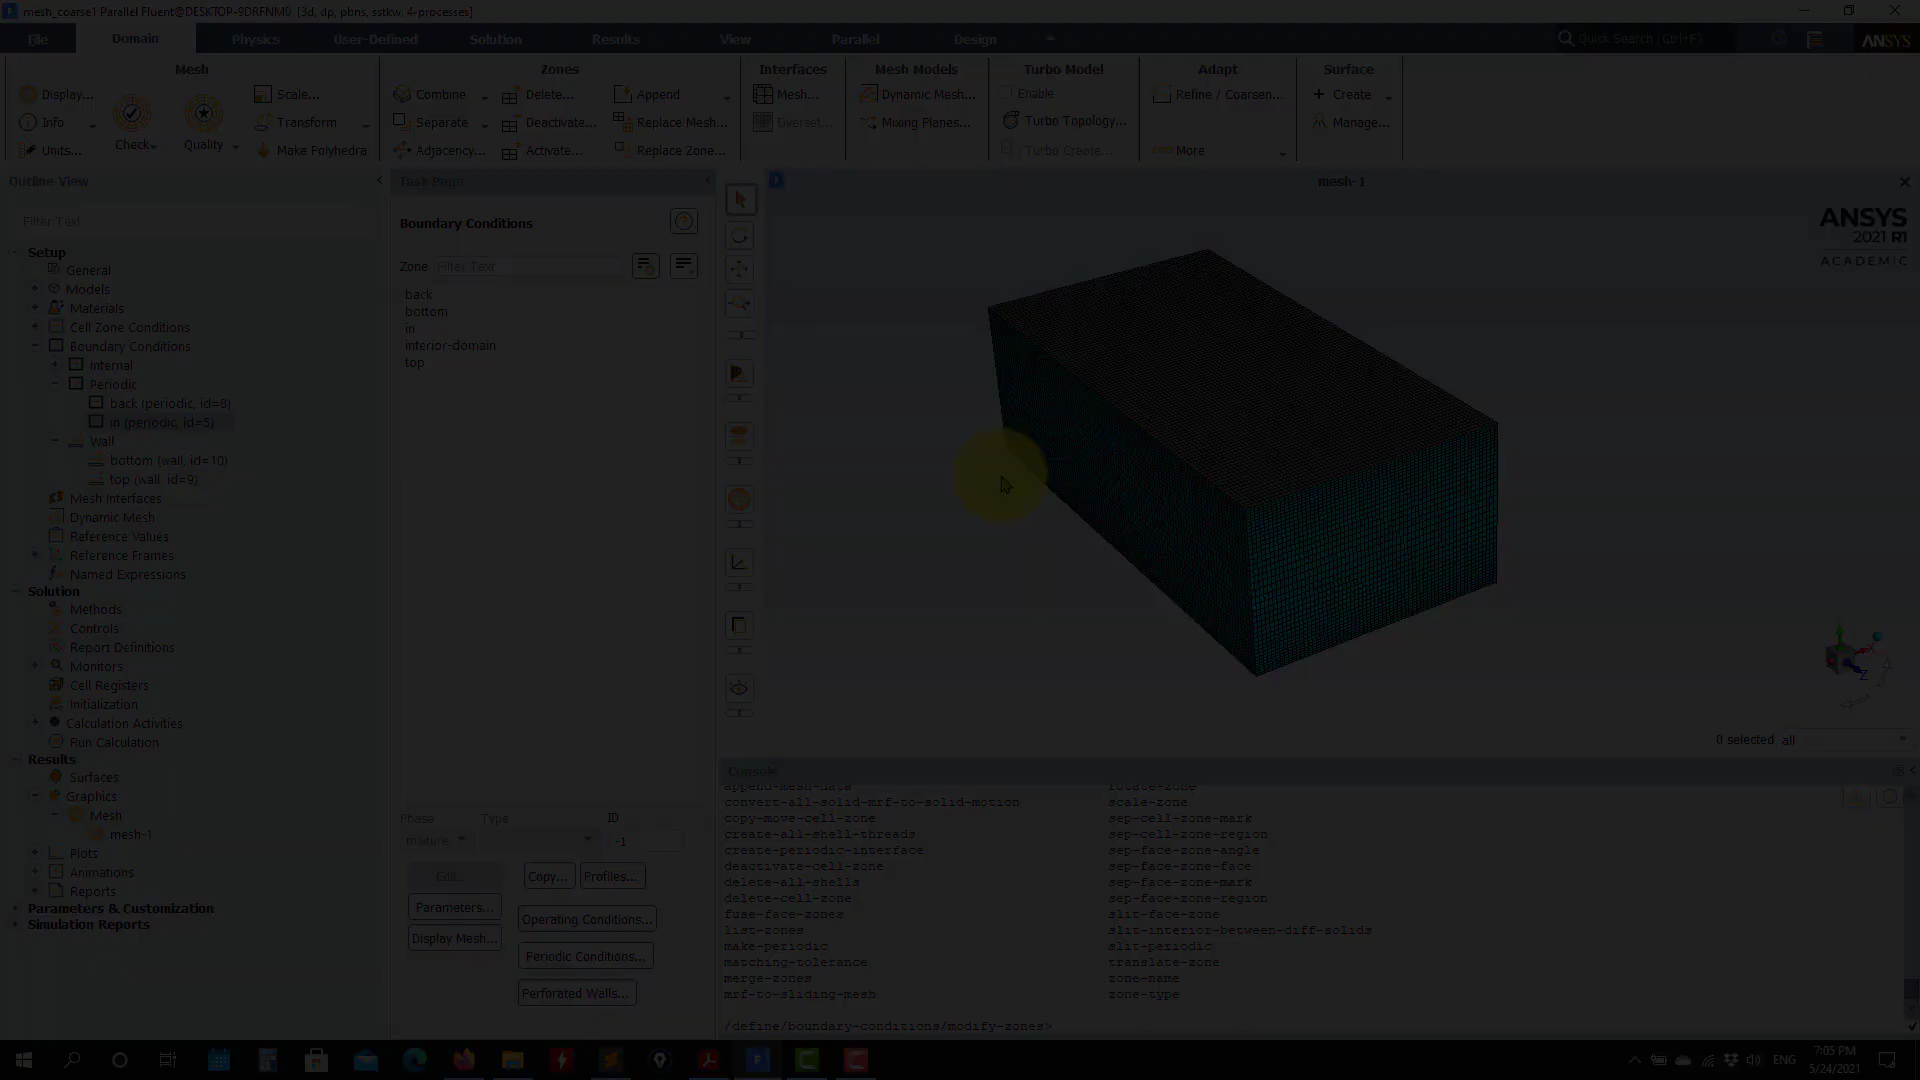 mesh_coarse1 Parallel Fluent@DESKTOP-9DRFNM0 [3d, dp, pbns, sstkw, 4-processes]
File Domain Physics User-Defined Solution Results View Parallel Design Quick Search (Ctrl+F) ANSYS
Mesh Zones Interfaces Mesh Models Turbo Model Adapt Surface
Display... Scale... Combine Delete... Append Mesh... Dynamic Mesh... Enable Refine / Coarsen... Create
Info Transform Separate Deactivate... Replace Mesh... Overset... Mixing Planes... Turbo Topology... Manage...
Units... Check Quality Make Polyhedra Adjacency... Activate... Replace Zone... Turbo Create... More
Outline View
Filter Text
Setup
General
Models
Materials
Cell Zone Conditions
Boundary Conditions
Internal
Periodic
back (periodic, id=8)
in (periodic, id=5)
Wall
bottom (wall, id=10)
top (wall, id=9)
Mesh Interfaces
Dynamic Mesh
Reference Values
Reference Frames
Named Expressions
Solution
Methods
Controls
Report Definitions
Monitors
Cell Registers
Initialization
Calculation Activities
Run Calculation
Results
Surfaces
Graphics
Mesh
mesh-1
Plots
Animations
Reports
Parameters & Customization
Simulation Reports
Task Page
Boundary Conditions
Zone Filter Text
back
bottom
in
interior-domain
top
Phase Type ID
mixture -1
Edit... Copy... Profiles...
Parameters... Operating Conditions...
Display Mesh... Periodic Conditions...
Perforated Walls...
mesh-1
ANSYS
2021 R1
ACADEMIC
Z
0 selected all
Console
append-mesh-data rotate-zone
convert-all-solid-mrf-to-solid-motion scale-zone
copy-move-cell-zone sep-cell-zone-mark
create-all-shell-threads sep-cell-zone-region
create-periodic-interface sep-face-zone-angle
deactivate-cell-zone sep-face-zone-face
delete-all-shells sep-face-zone-mark
delete-cell-zone sep-face-zone-region
fuse-face-zones slit-face-zone
list-zones slit-interior-between-diff-solids
make-periodic slit-periodic
matching-tolerance translate-zone
merge-zones zone-name
mrf-to-sliding-mesh zone-type
/define/boundary-conditions/modify-zones>
ENG
7:05 PM
5/24/2021